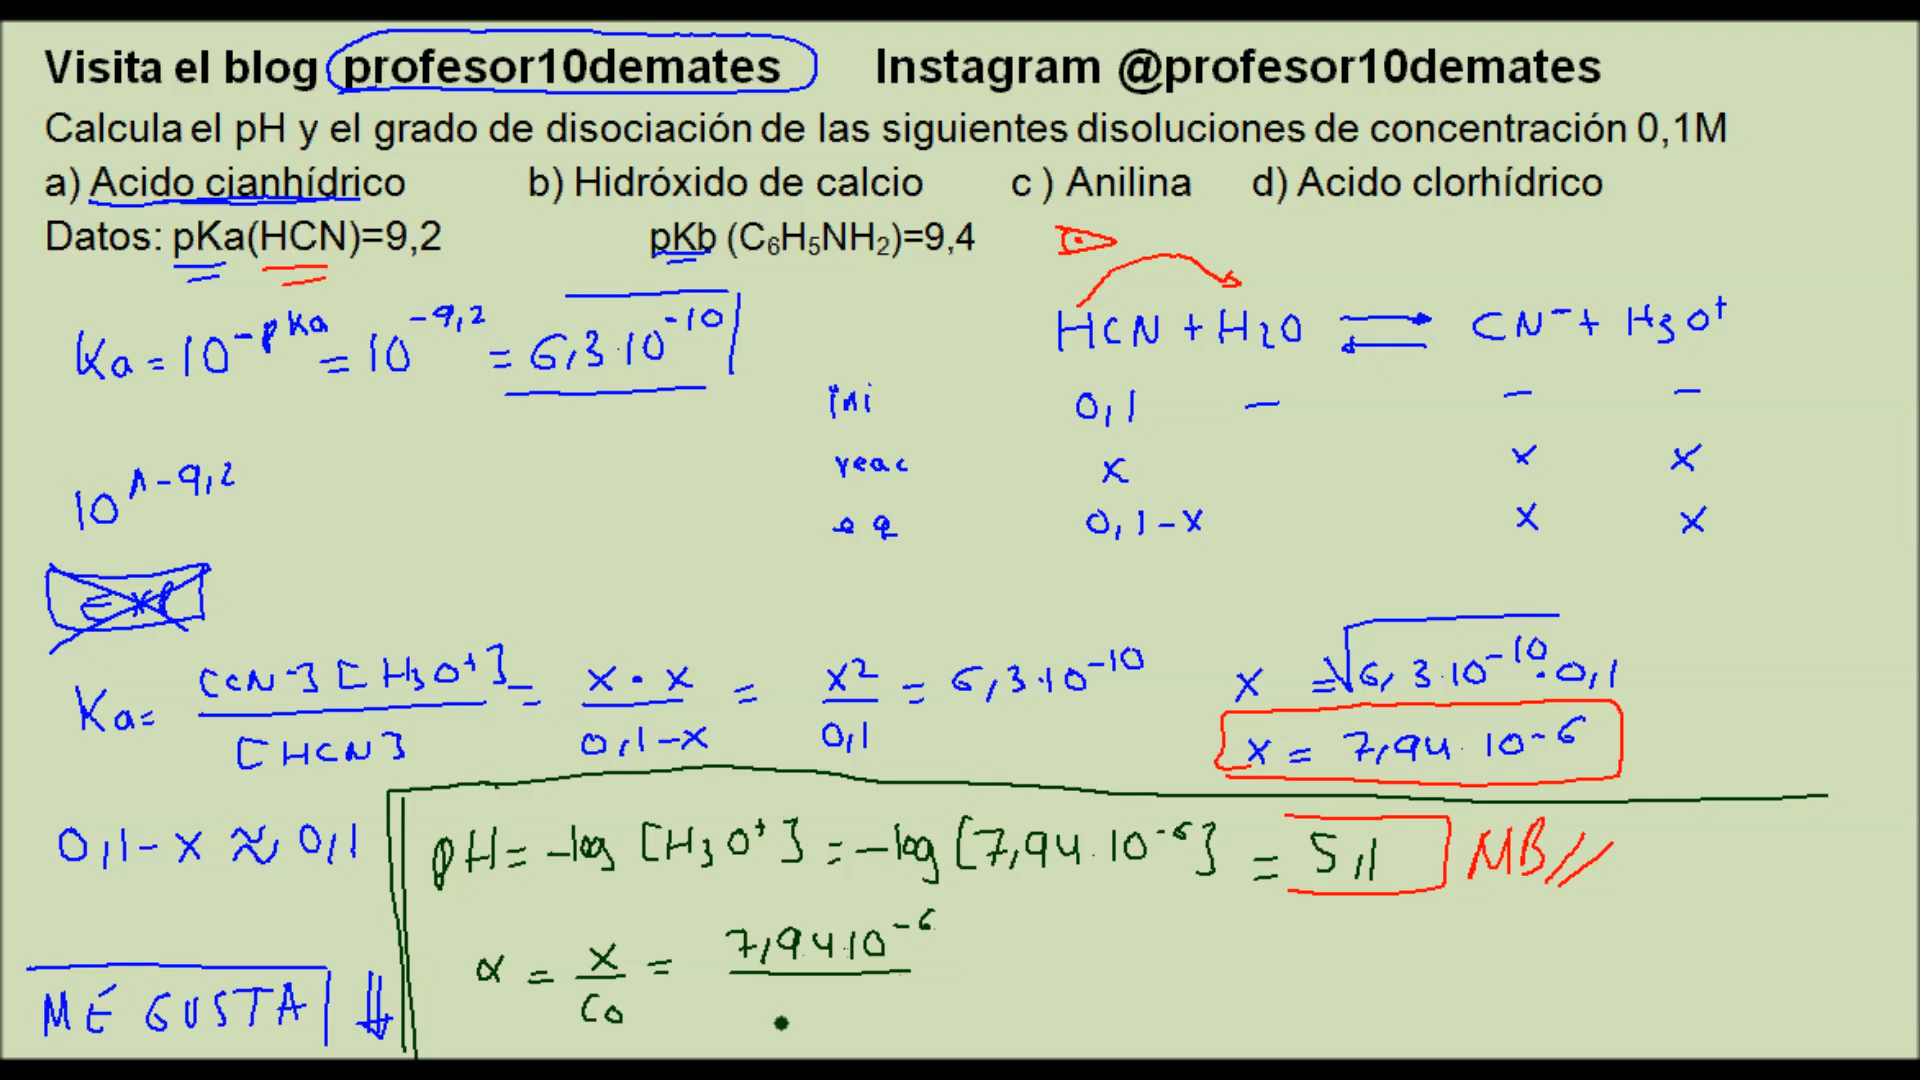 Visita el blog profesor10demates Instagram @profesor10demates
Calcula el pH y el grado de disociación de las siguientes disoluciones de concentración 0,1M
a) Acido cianhídrico b) Hidróxido de calcio c ) Anilina d) Acido clorhídrico
Datos: pKa(HCN)=9,2 pKb (C₆H₅NH₂)=9,4
Ka = 10^-pKa = 10^-9,2 = 6,3·10^-10
HCN + H2O ⇌ CN^- + H3O^+
ini 0,1 — — —
reac x x x
eq 0,1-x x x
10^∧-9,2
Ka = [CN^-][H3O^+] / [HCN] = x·x / 0,1-x = x² / 0,1 = 6,3·10^-10 x = √6,3·10^-10·0,1
x = 7,94·10^-6
0,1-x ≈ 0,1
pH = -log [H3O^+] = -log [7,94·10^-6] = 5,1 MB//
α = x / Co = 7,94·10^-6
ME GUSTA